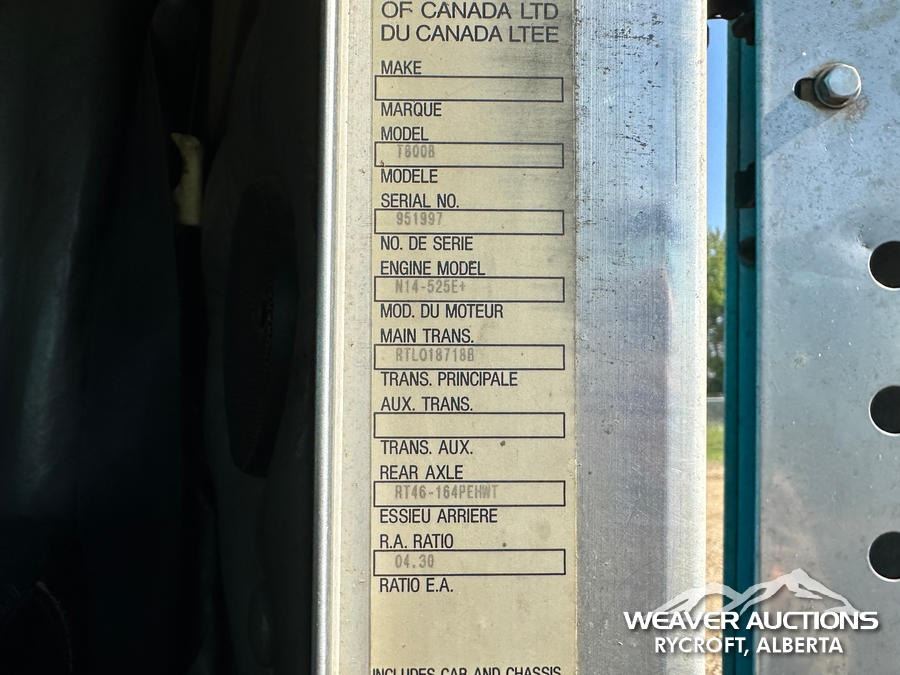 OF CANADA LTD
DU CANADA LTEE
MAKE
MARQUE
MODEL
T800B
MODELE
SERIAL NO.
951997
NO. DE SERIE
ENGINE MODEL
N14-525E+
MOD. DU MOTEUR
MAIN TRANS.
RTLO18718B
TRANS. PRINCIPALE
AUX. TRANS.
TRANS. AUX.
REAR AXLE
RT46-164PEHWT
ESSIEU ARRIERE
R.A. RATIO
04.30
RATIO E.A.
INCLUDES CAB AND CHASSIS
WEAVER AUCTIONS
RYCROFT, ALBERTA